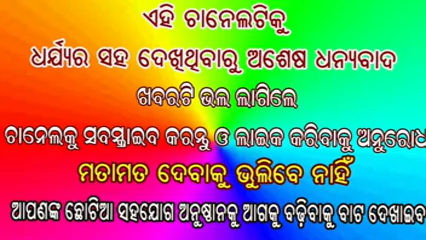 ଏହି ଚାନେଲଟିକୁ
ଧର୍ଯ୍ୟର ସହ ଦେଖିଥିବାରୁ ଅଶେଷ ଧନ୍ୟବାଦ
ଖବରଟି ଭଲ ଲାଗିଲେ
ଚାନେଲକୁ ସବସ୍କ୍ରାଇବ କରନ୍ତୁ ଓ ଲାଇକ କରିବାକୁ ଅନୁରୋଧ
ମତାମତ ଦେବାକୁ ଭୁଲିବେ ନାହିଁ
ଆପଣଙ୍କ ଛୋଟିଆ ସହଯୋଗ ଅନୁଷ୍ଠାନକୁ ଆଗକୁ ବଢ଼ିବାକୁ ବାଟ ଦେଖାଇବ